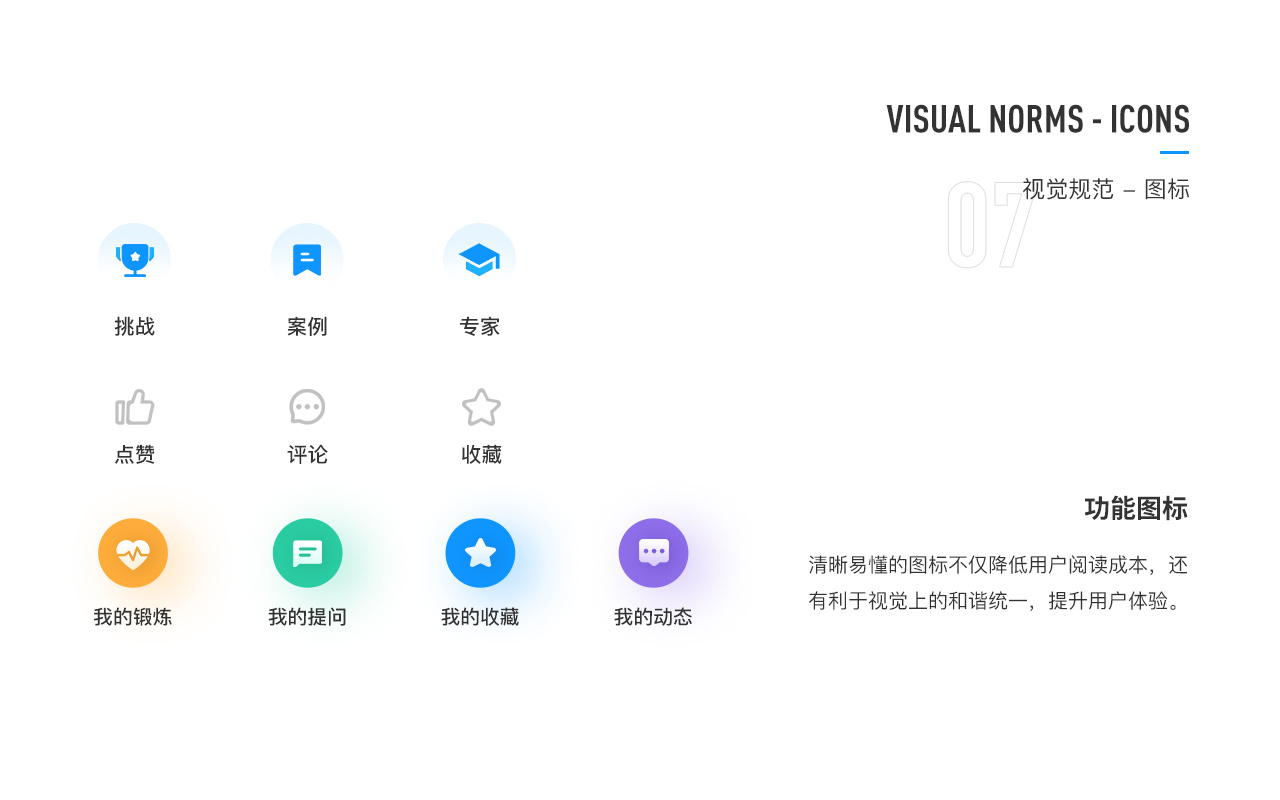 VISUAL NORMS - ICONS
07
视觉规范 – 图标
挑战
案例
专家
点赞
评论
收藏
我的锻炼
我的提问
我的收藏
我的动态
功能图标
清晰易懂的图标不仅降低用户阅读成本，还
有利于视觉上的和谐统一，提升用户体验。